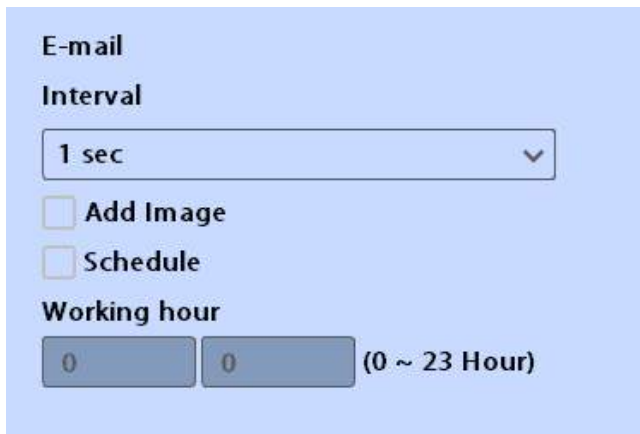 E-mail
Interval
1 sec
Add Image
Schedule
Working hour
0 0 (0 ~ 23 Hour)